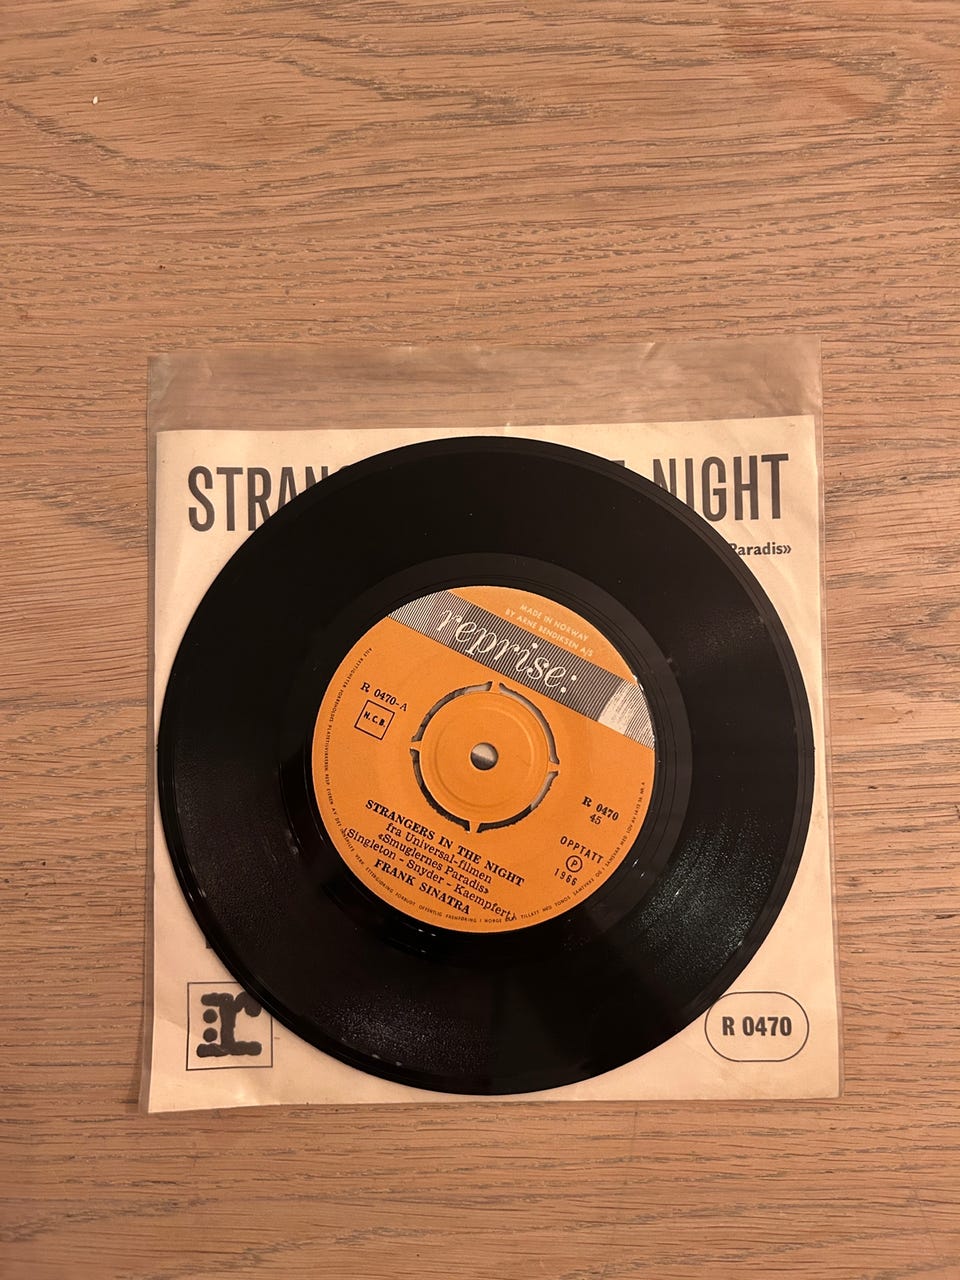 STRAN NIGHT
Paradis»
MADE IN NORWAY
BY ARNE BENDIKSEN A/S
reprise:
R 0470-A
N.C.B.
R 0470
45
STRANGERS IN THE NIGHT
fra Universal-filmen
«Smuglernes Paradis»
(Singleton - Snyder - Kaempfert)
FRANK SINATRA
OPPTATT
P
1966
r
R 0470